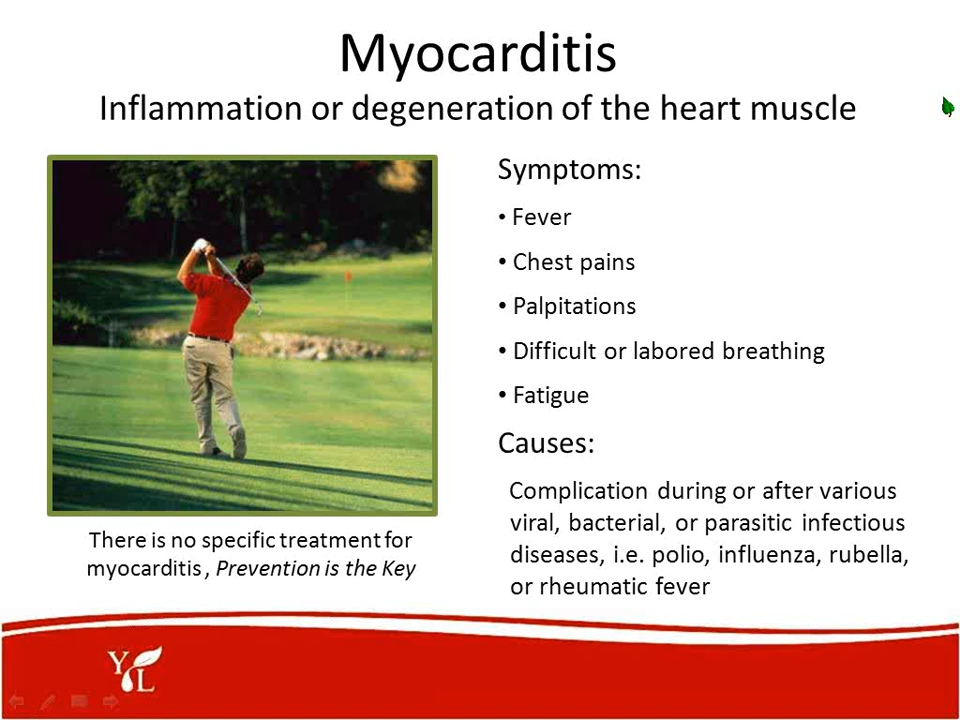 Myocarditis
Inflammation or degeneration of the heart muscle
Symptoms:
• Fever
• Chest pains
• Palpitations
• Difficult or labored breathing
• Fatigue
Causes:
Complication during or after various
viral, bacterial, or parasitic infectious
diseases, i.e. polio, influenza, rubella,
or rheumatic fever
There is no specific treatment for
myocarditis , Prevention is the Key
Y L